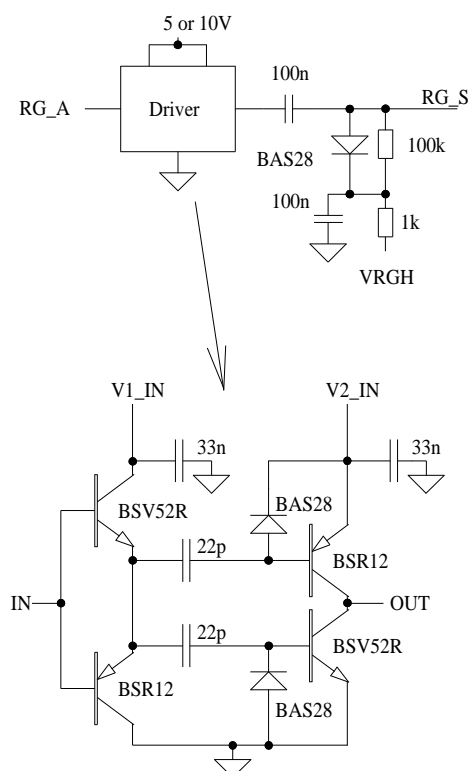 5 or 10V
100n
RG_A
Driver
RG_S
BAS28
100k
100n
1k
VRGH
V1_IN
V2_IN
33n
33n
BSV52R
BAS28
22p
BSR12
IN
OUT
22p
BSV52R
BSR12
BAS28